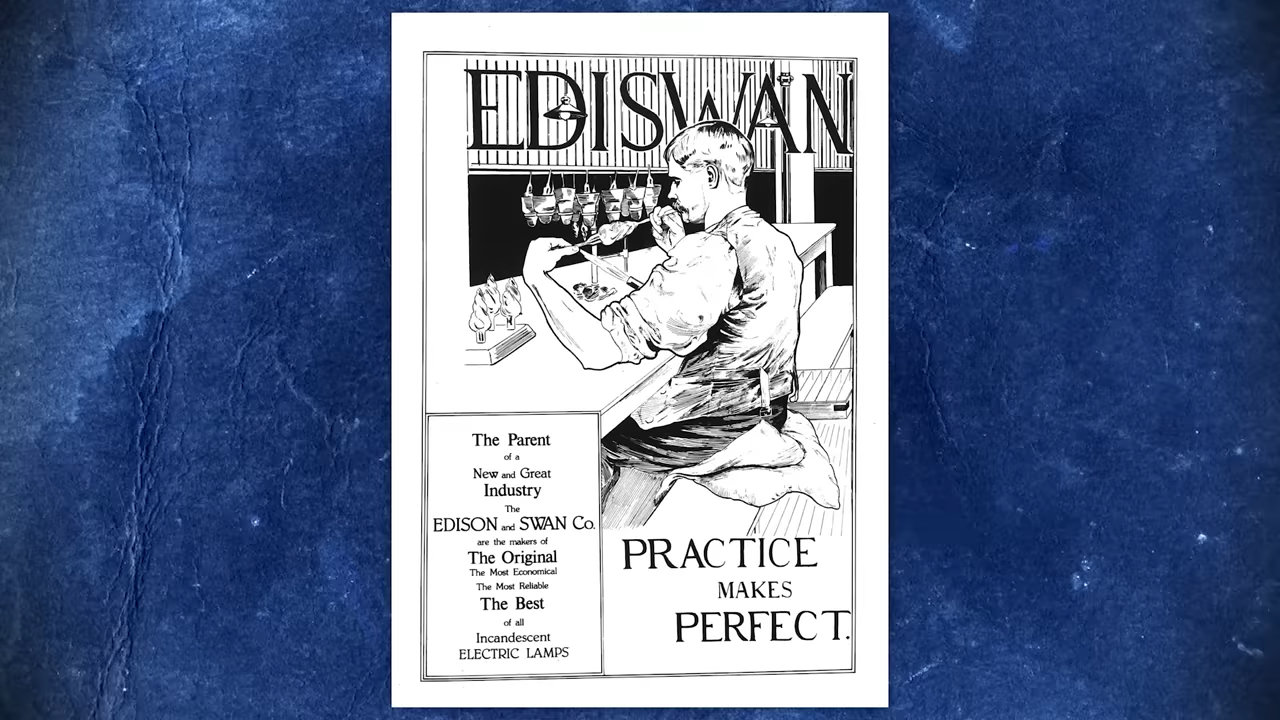 EDISWAN
The Parent
of a
New and Great
Industry
The
EDISON and SWAN Co.
are the makers of
The Original
The Most Economical
The Most Reliable
The Best
of all
Incandescent
ELECTRIC LAMPS
PRACTICE
MAKES
PERFECT.